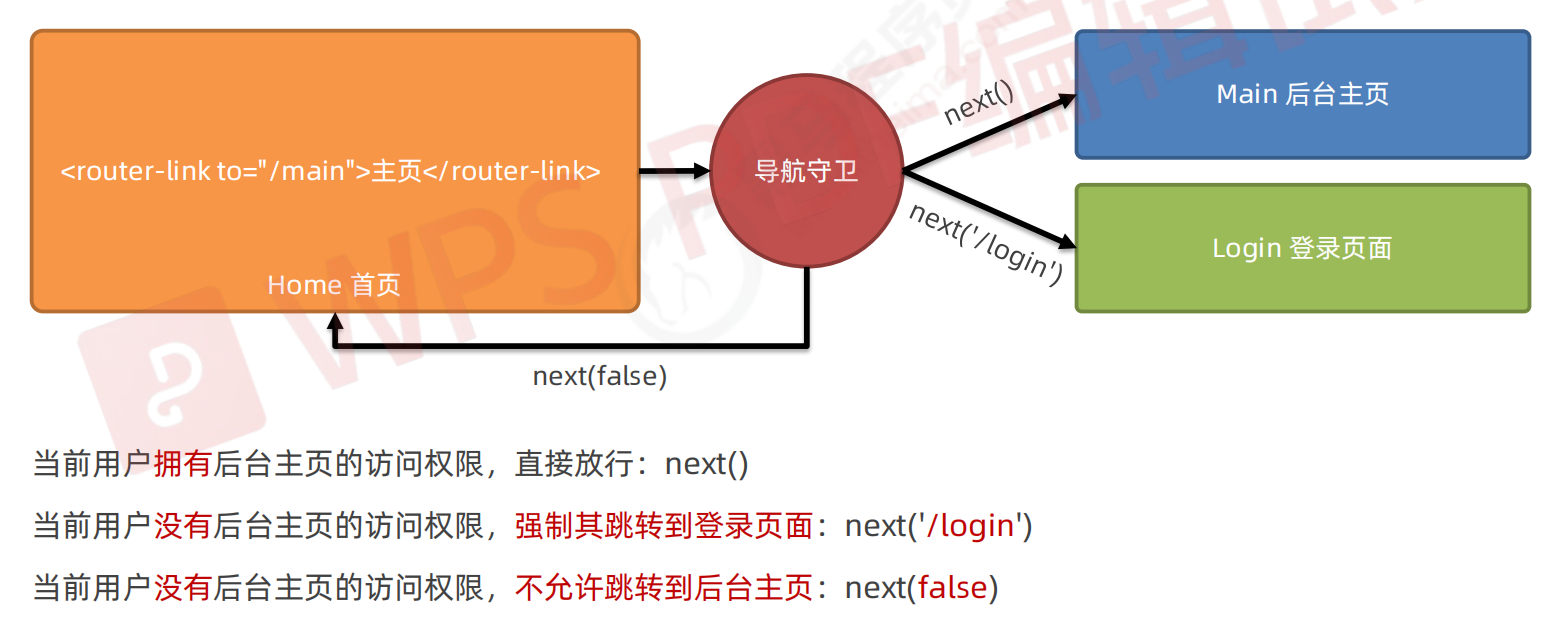 <router-link to="/main">主页</router-link>
Home 首页
导航守卫
next()
next('/login')
next(false)
Main 后台主页
Login 登录页面
当前用户拥有后台主页的访问权限，直接放行：next()
当前用户没有后台主页的访问权限，强制其跳转到登录页面：next('/login')
当前用户没有后台主页的访问权限，不允许跳转到后台主页：next(false)